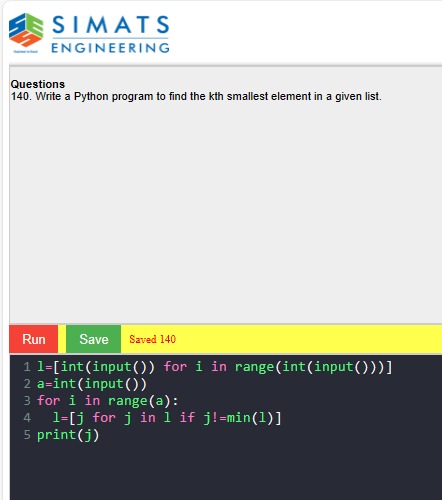 SIMATS
ENGINEERING
Questions
140. Write a Python program to find the kth smallest element in a given list.
Run Save Saved 140
1 l=[int(input()) for i in range(int(input()))]
2 a=int(input())
3 for i in range(a):
4   l=[j for j in l if j!=min(l)]
5 print(j)